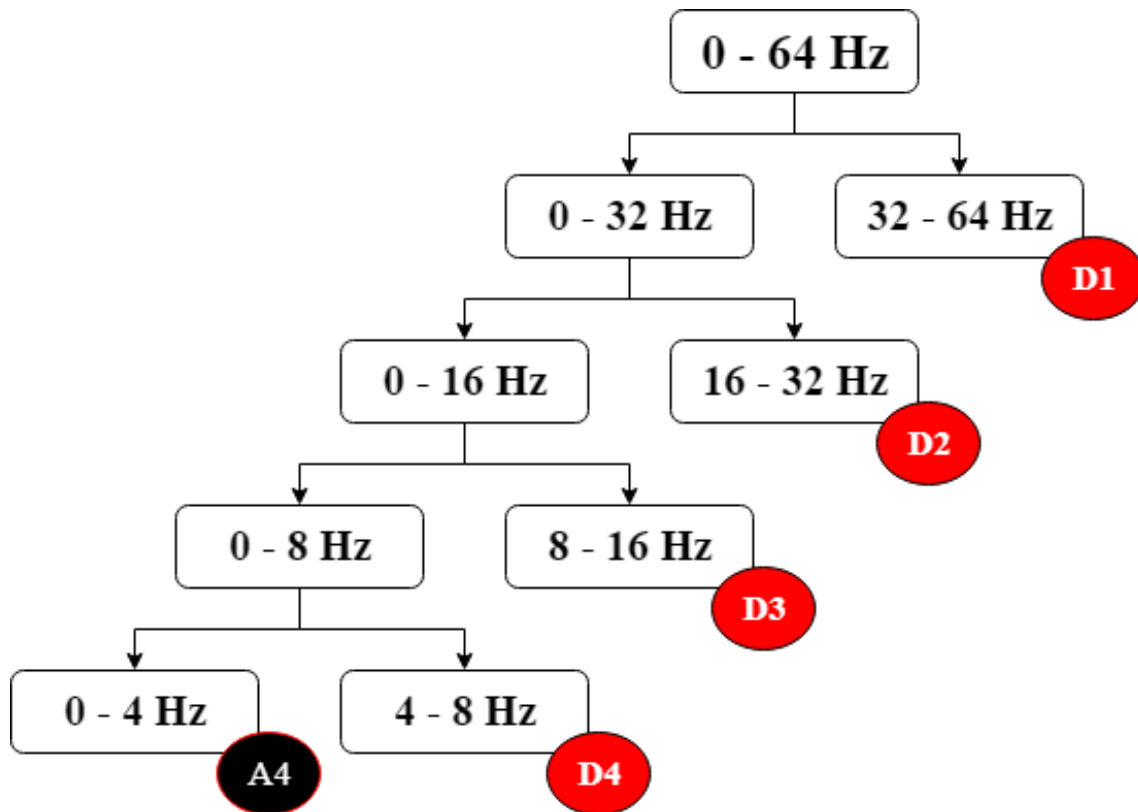 0 - 64 Hz
0 - 32 Hz
32 - 64 Hz
D1
0 - 16 Hz
16 - 32 Hz
D2
0 - 8 Hz
8 - 16 Hz
D3
0 - 4 Hz
4 - 8 Hz
A4
D4